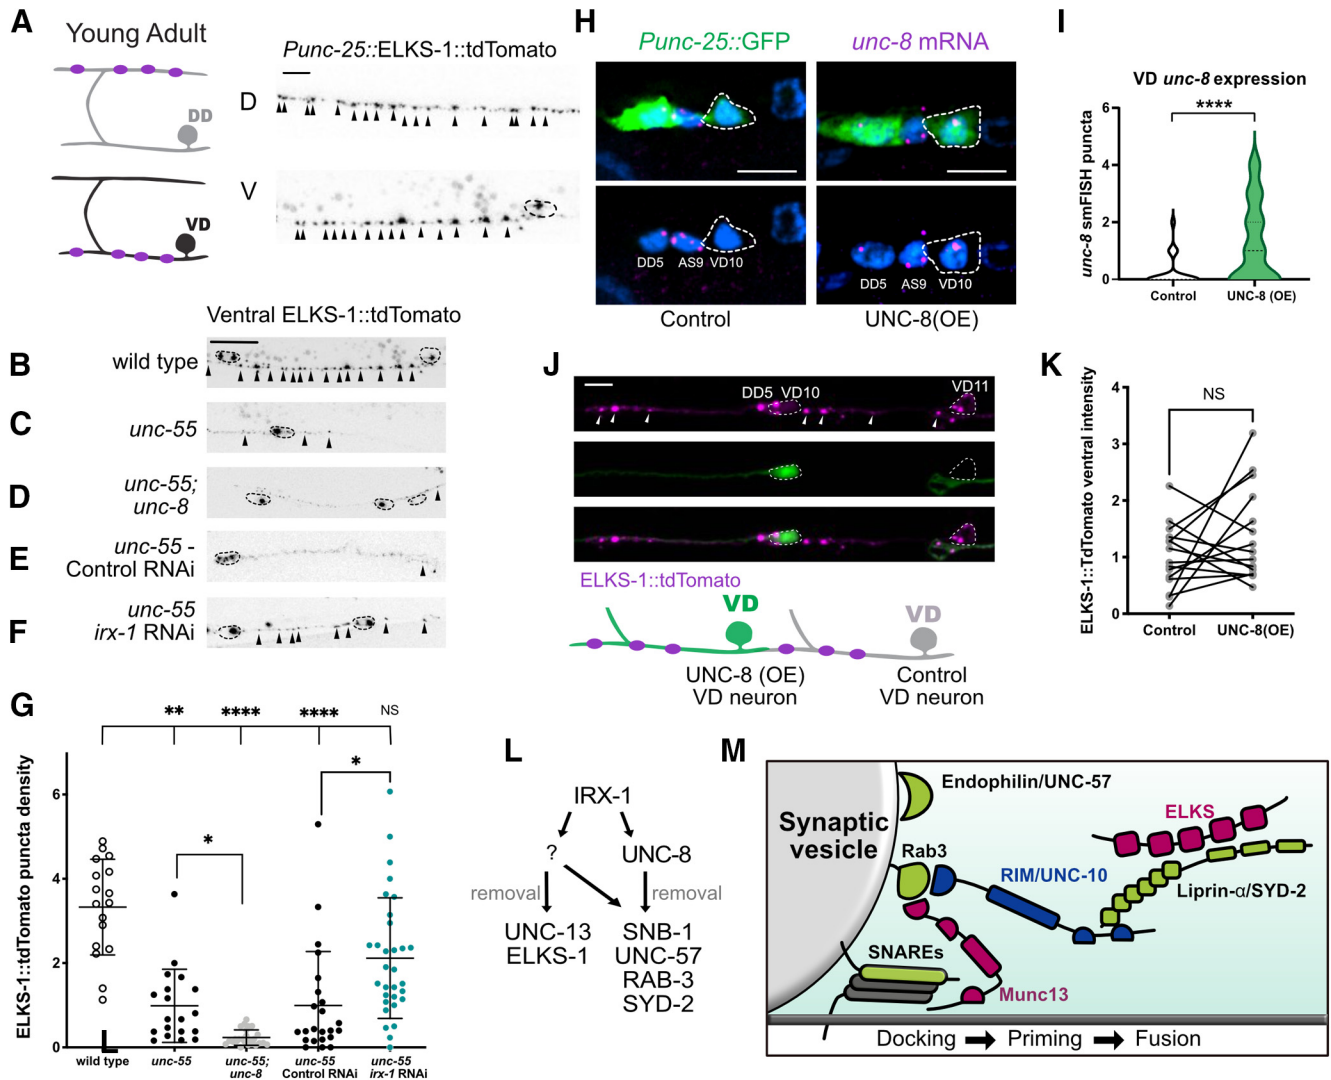 A
Young Adult
DD
VD
Punc-25::ELKS-1::tdTomato
D
V
Ventral ELKS-1::tdTomato
B
wild type
C
unc-55
D
unc-55;
unc-8
E
unc-55 -
Control RNAi
F
unc-55
irx-1 RNAi
G
ELKS-1::tdTomato puncta density
**
****
****
NS
*
*
6
4
2
0
L
wild type
unc-55
unc-55;
unc-8
unc-55
Control RNAi
unc-55
irx-1 RNAi
H
Punc-25::GFP
unc-8 mRNA
DD5
AS9
VD10
DD5
AS9
VD10
Control
UNC-8(OE)
I
VD unc-8 expression
****
unc-8 smFISH puncta
6
4
2
0
Control
UNC-8 (OE)
J
DD5
VD10
VD11
ELKS-1::tdTomato
VD
VD
UNC-8 (OE)
VD neuron
Control
VD neuron
K
ELKS-1::TdTomato ventral intensity
NS
4
3
2
1
0
Control
UNC-8(OE)
L
IRX-1
?
UNC-8
removal
removal
UNC-13
ELKS-1
SNB-1
UNC-57
RAB-3
SYD-2
M
Synaptic
vesicle
Endophilin/UNC-57
Rab3
RIM/UNC-10
ELKS
Liprin-α/SYD-2
SNAREs
Munc13
Docking
Priming
Fusion